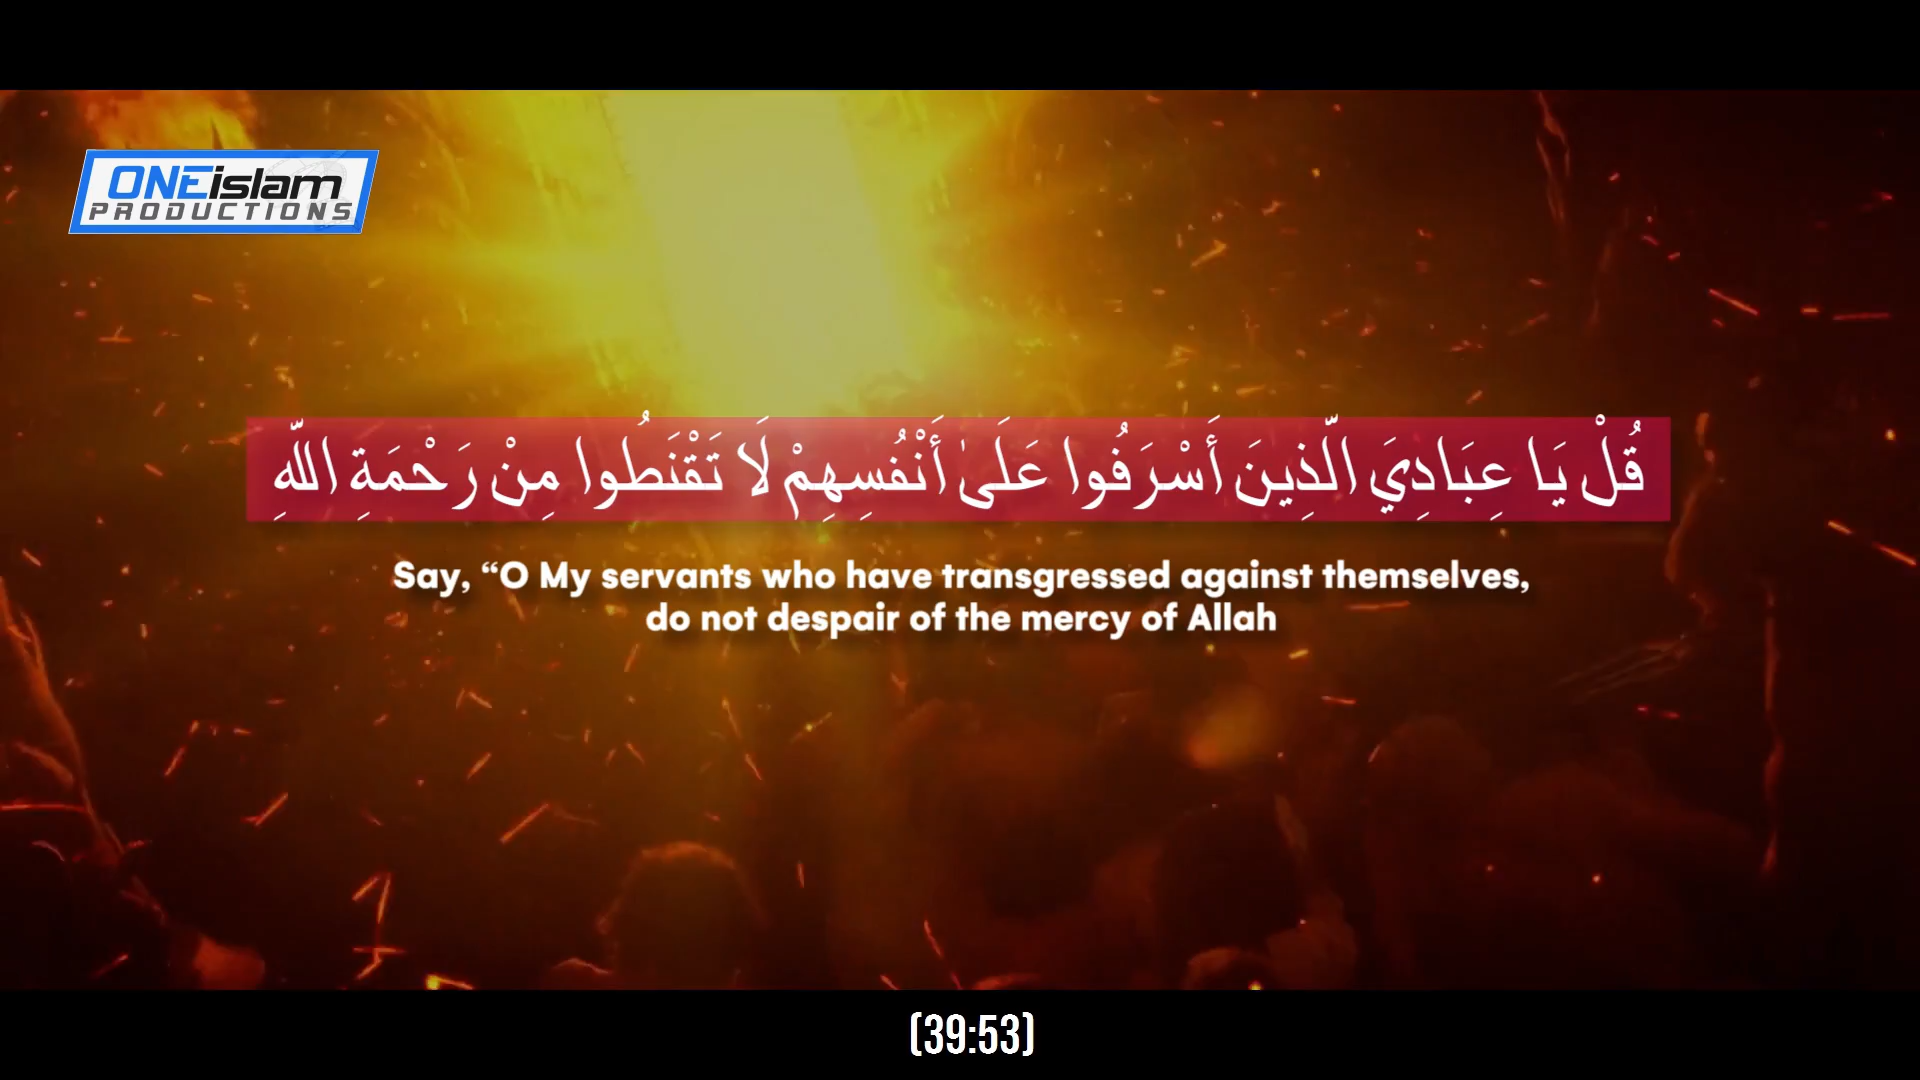 ONEislam
PRODUCTIONS
قُلْ يَا عِبَادِيَ الَّذِينَ أَسْرَفُوا عَلَىٰ أَنْفُسِهِمْ لَا تَقْنَطُوا مِنْ رَحْمَةِ اللَّهِ
Say, “O My servants who have transgressed against themselves,
do not despair of the mercy of Allah
(39:53)